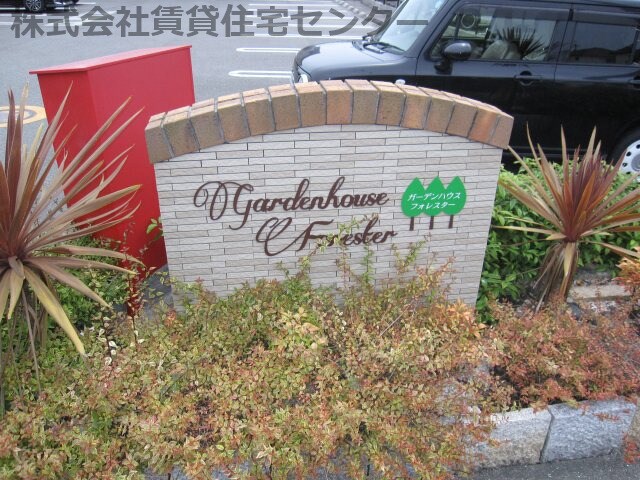 株式会社賃貸住宅センター
Gardenhouse
Forester
ガーデンハウス
フォレスター